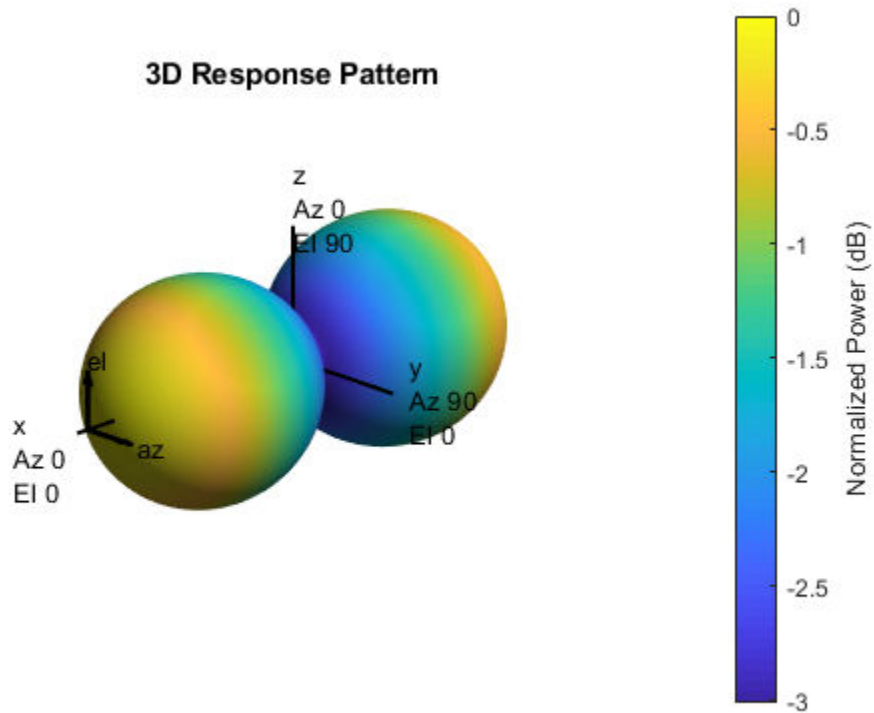 3D Response Pattern
z
Az 0
El 90
el
x
Az 0
El 0
az
y
Az 90
El 0
0
-0.5
-1
-1.5
-2
-2.5
-3
Normalized Power (dB)